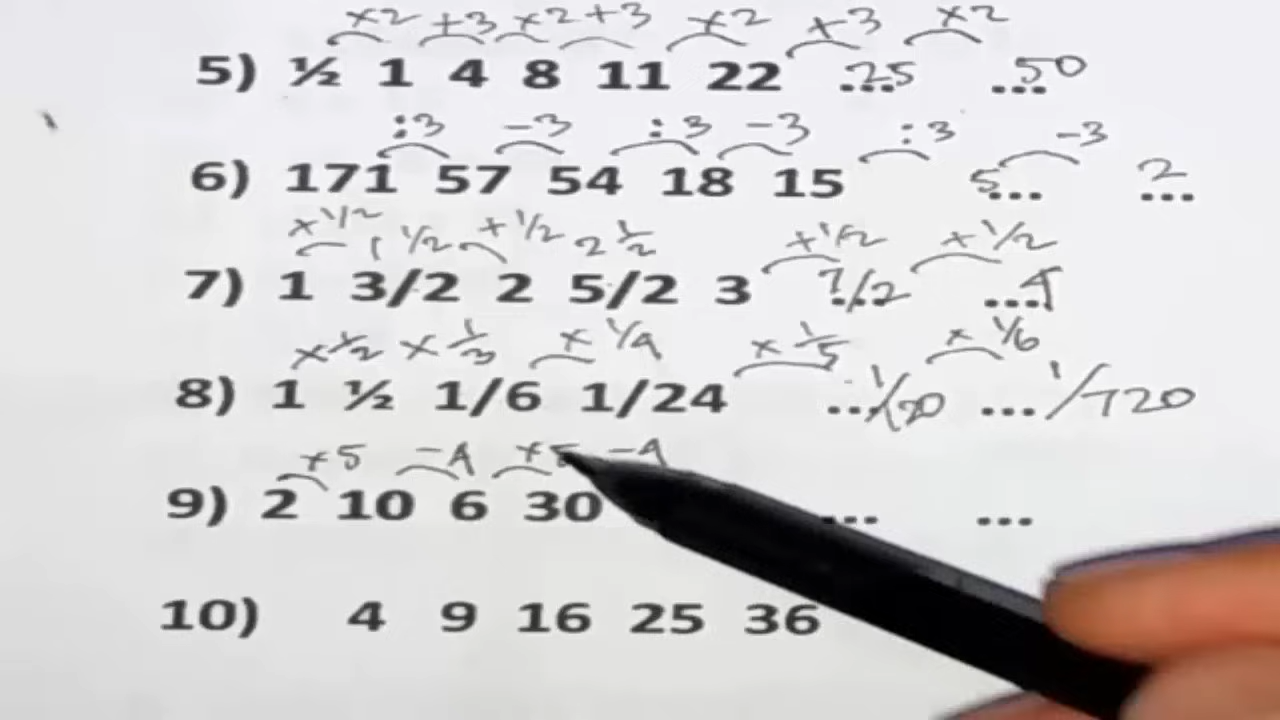 ×2 +3 ×2 +3 ×2 +3 ×2
5) ½ 1 4 8 11 22 ...25 ...50
:3 -3 :3 -3 :3 -3
6) 171 57 54 18 15 5... 2...
+1/2 1 1/2 +1/2 2 1/2 +1/2 +1/2
7) 1 3/2 2 5/2 3 ...7/2 ...4
×1/2 × 1/3 × 1/4 × 1/5 × 1/6
8) 1 ½ 1/6 1/24 ...1/120 ...1/720
×5 -4 ×5 -4
9) 2 10 6 30 ... ...
10) 4 9 16 25 36